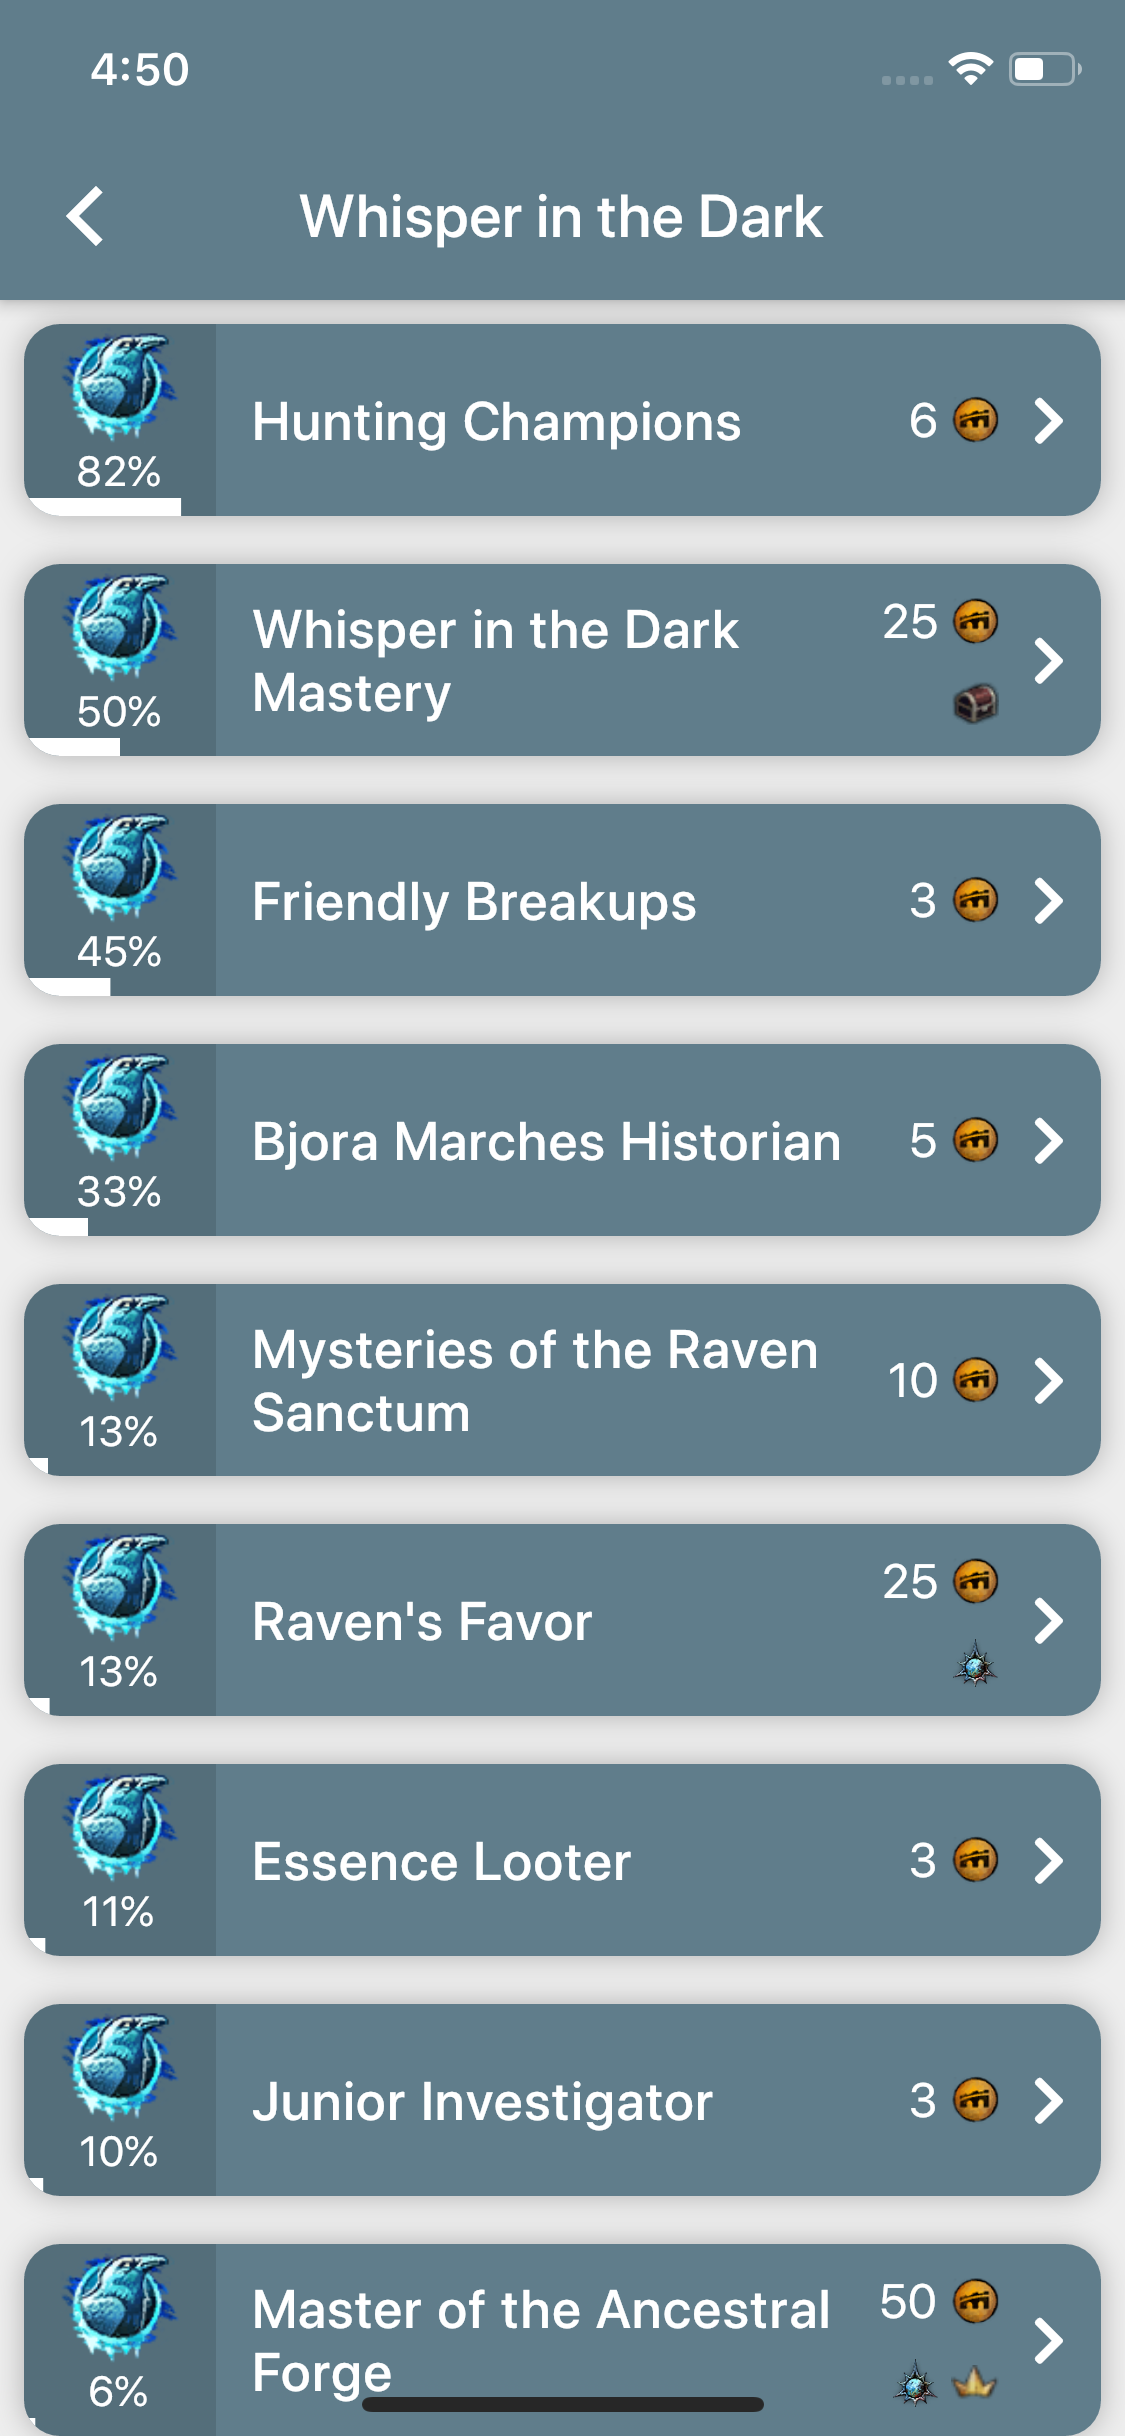 4:50
Whisper in the Dark
Hunting Champions
6
82%
Whisper in the Dark
Mastery
25
50%
Friendly Breakups
3
45%
Bjora Marches Historian
5
33%
Mysteries of the Raven
Sanctum
10
13%
Raven's Favor
25
13%
Essence Looter
3
11%
Junior Investigator
3
10%
Master of the Ancestral
Forge
50
6%